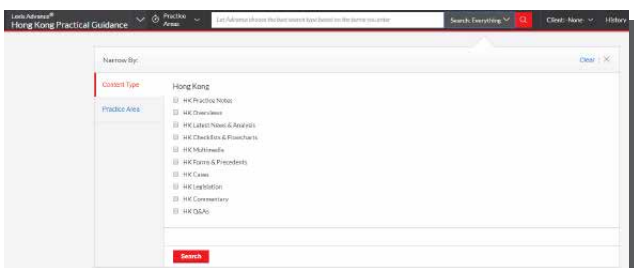 Lexis Advance®
Hong Kong Practical Guidance
Practice Areas
Let Advance choose the best source type based on the terms you enter
Search: Everything
Client: -None-
History
Narrow By:
Clear
Content Type
Practice Area
Hong Kong
HK Practice Notes
HK Overviews
HK Latest News & Analysis
HK Checklists & Flowcharts
HK Multimedia
HK Forms & Precedents
HK Cases
HK Legislation
HK Commentary
HK Q&As
Search